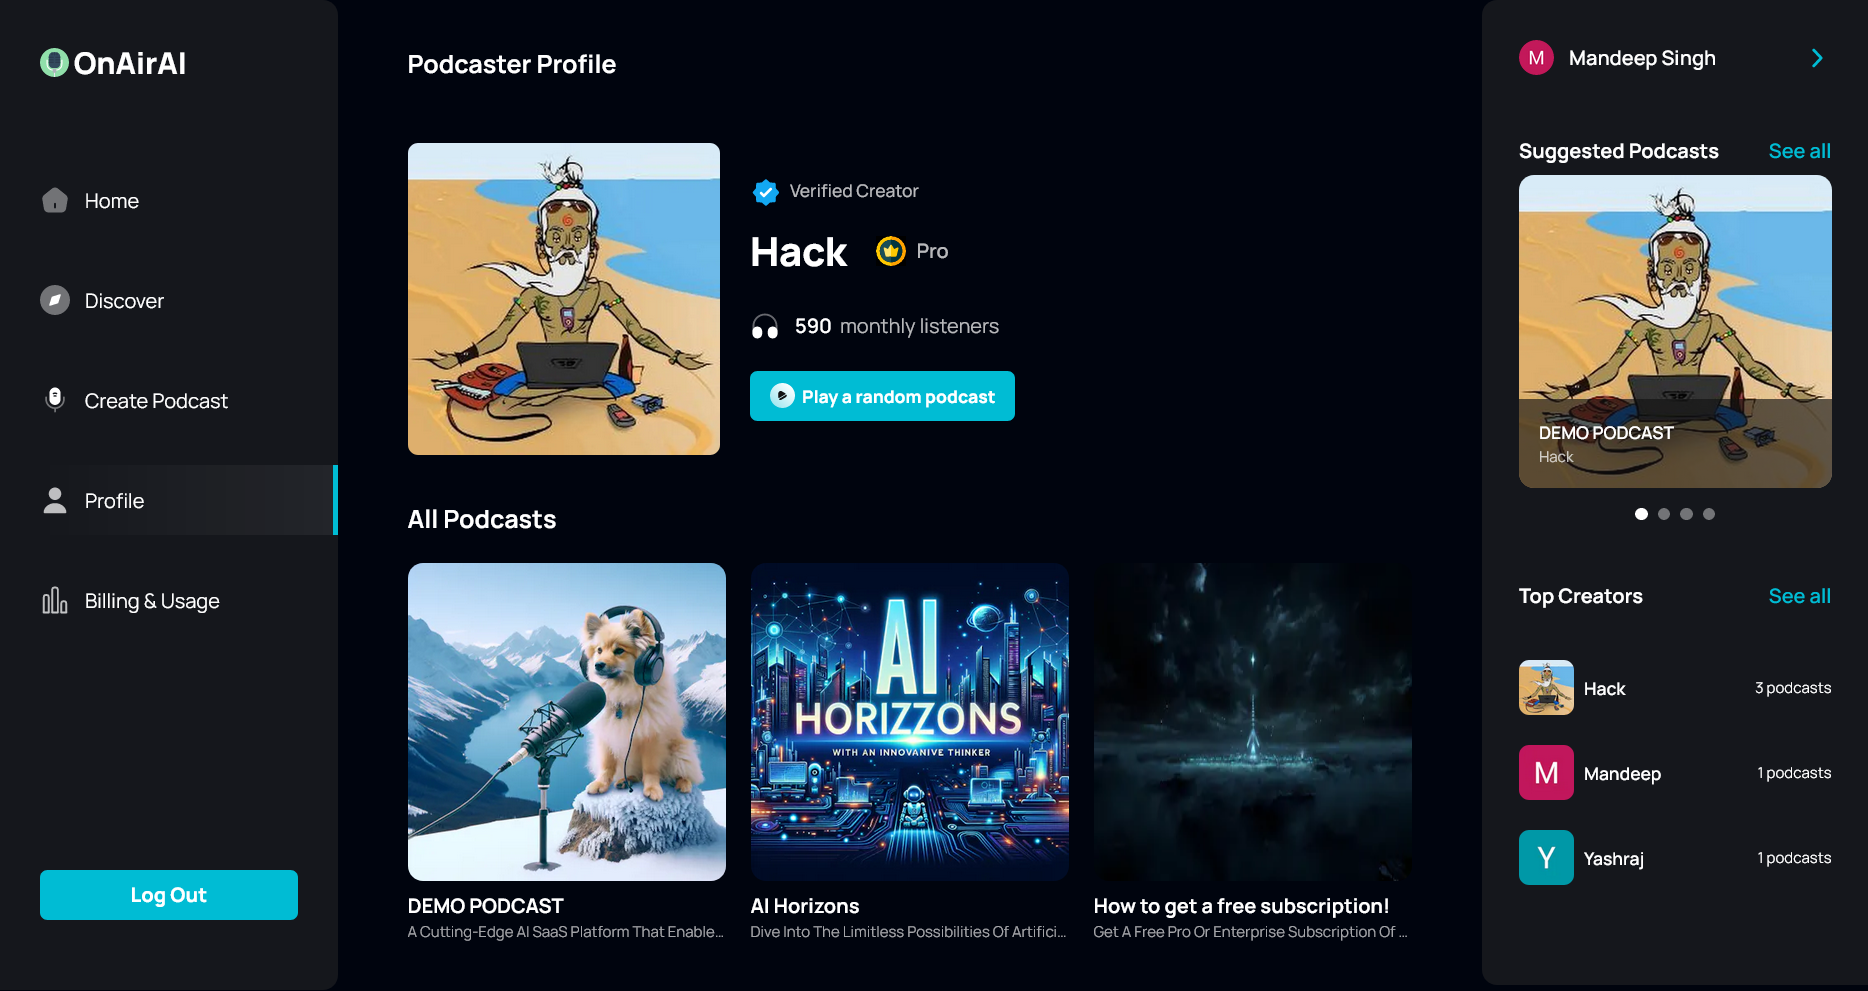 OnAirAI
Home
Discover
Create Podcast
Profile
Billing & Usage
Log Out
Podcaster Profile
Verified Creator
Hack
Pro
590 monthly listeners
Play a random podcast
All Podcasts
AI
HORIZZONS
WITH AN INNOVANIVE THINKER
DEMO PODCAST
A Cutting-Edge AI SaaS Platform That Enable...
AI Horizons
Dive Into The Limitless Possibilities Of Artifici...
How to get a free subscription!
Get A Free Pro Or Enterprise Subscription Of ...
M
Mandeep Singh
Suggested Podcasts
See all
DEMO PODCAST
Hack
Top Creators
See all
Hack
3 podcasts
M
Mandeep
1 podcasts
Y
Yashraj
1 podcasts